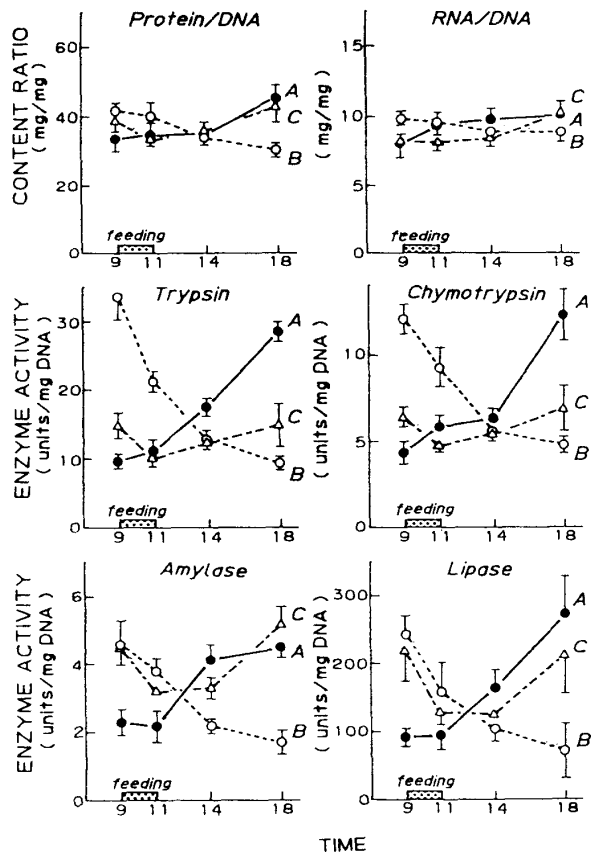 Protein/DNA
CONTENT RATIO
( mg/mg )
60
40
20
0
A
C
B
feeding
9 11 14 18
RNA/DNA
( mg/mg )
15
10
5
0
C
A
B
feeding
9 11 14 18
Trypsin
ENZYME ACTIVITY
( units/mg DNA )
30
20
10
0
A
C
B
feeding
9 11 14 18
Chymotrypsin
( units/mg DNA )
10
5
0
A
C
B
feeding
9 11 14 18
Amylase
ENZYME ACTIVITY
( units/mg DNA )
6
4
2
0
C
A
B
feeding
9 11 14 18
Lipase
( units/mg DNA )
300
200
100
0
A
C
B
feeding
9 11 14 18
TIME